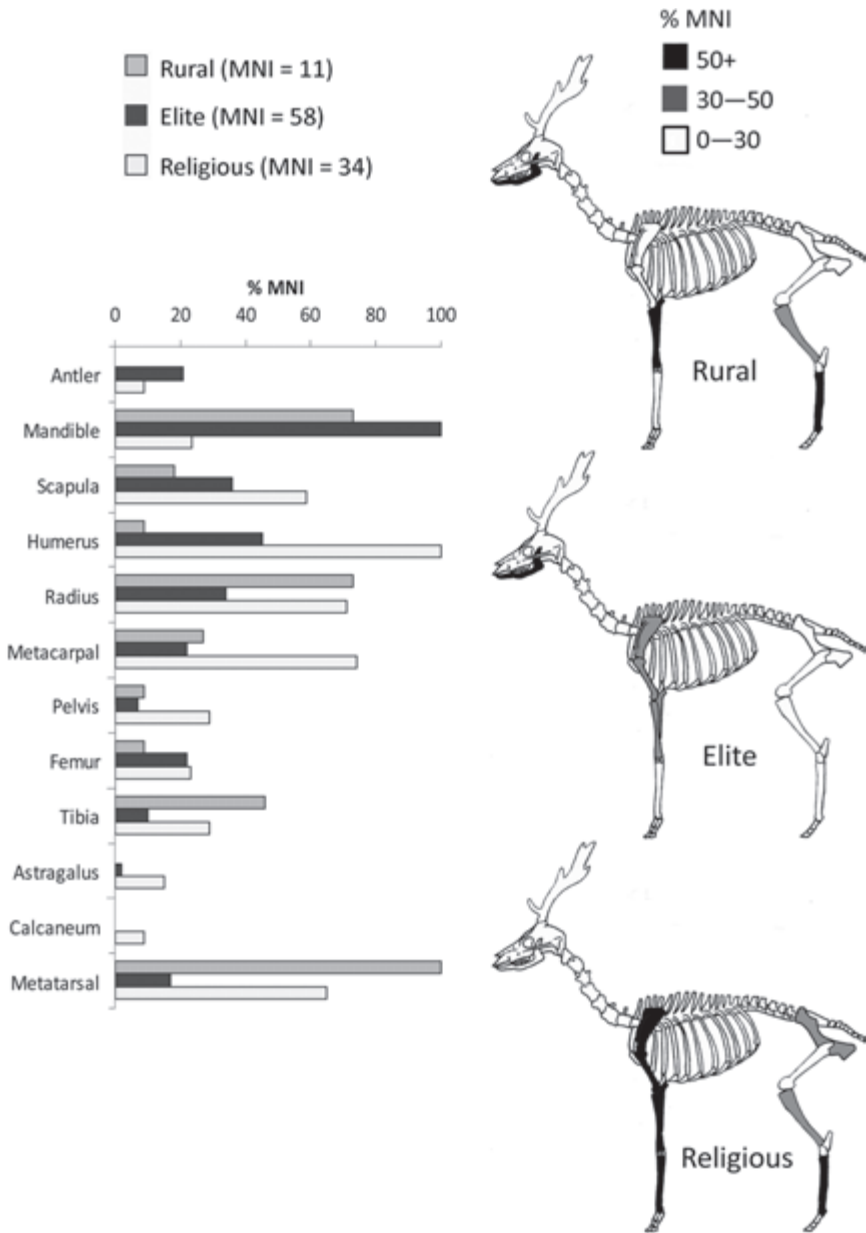 Rural (MNI = 11)
Elite (MNI = 58)
Religious (MNI = 34)
% MNI
50+
30—50
0—30
% MNI
0 20 40 60 80 100
Antler
Mandible
Scapula
Humerus
Radius
Metacarpal
Pelvis
Femur
Tibia
Astragalus
Calcaneum
Metatarsal
Rural
Elite
Religious